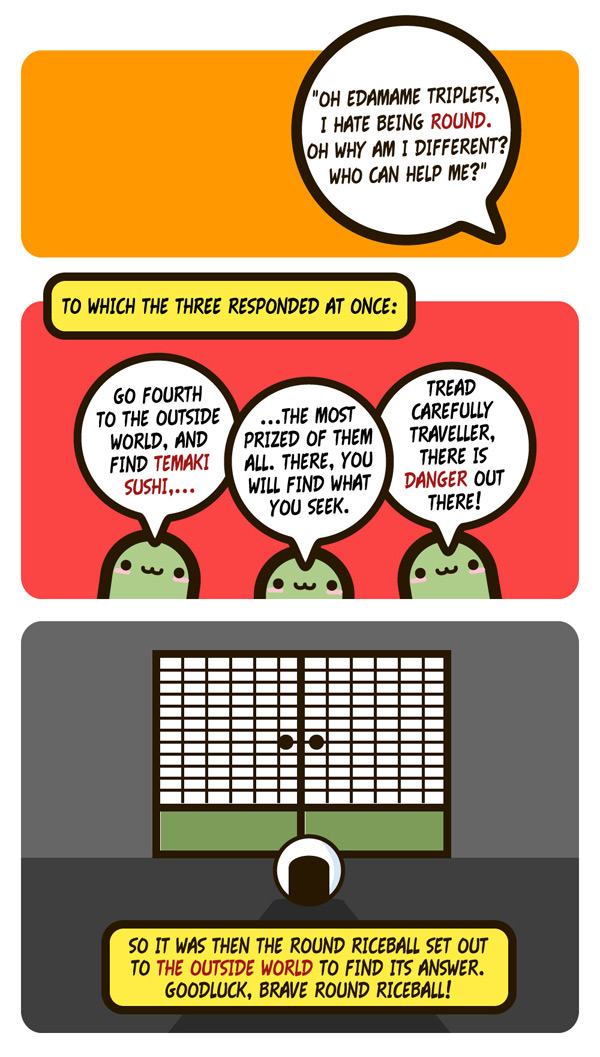 "OH EDAMAME TRIPLETS,
I HATE BEING ROUND.
OH WHY AM I DIFFERENT?
WHO CAN HELP ME?"
TO WHICH THE THREE RESPONDED AT ONCE:
GO FOURTH
TO THE OUTSIDE
WORLD, AND
FIND TEMAKI
SUSHI,...
...THE MOST
PRIZED OF THEM
ALL. THERE, YOU
WILL FIND WHAT
YOU SEEK.
TREAD
CAREFULLY
TRAVELLER,
THERE IS
DANGER OUT
THERE!
SO IT WAS THEN THE ROUND RICEBALL SET OUT
TO THE OUTSIDE WORLD TO FIND ITS ANSWER.
GOODLUCK, BRAVE ROUND RICEBALL!